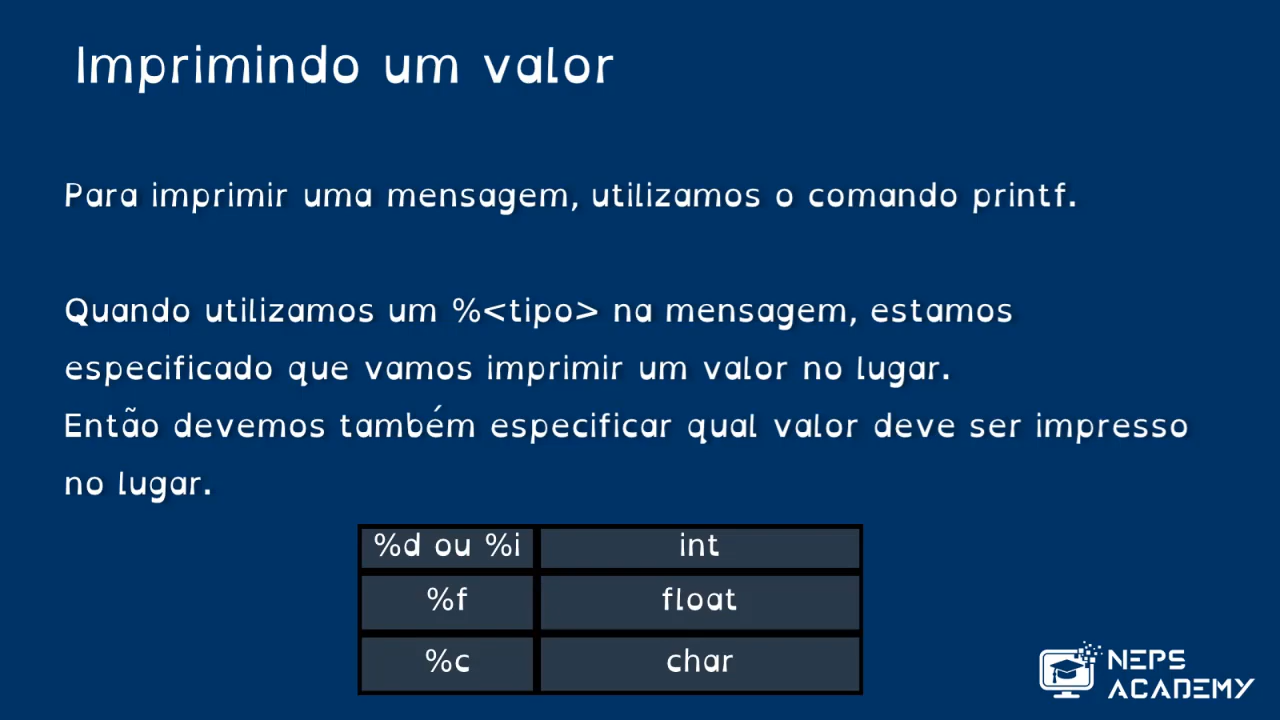 Imprimindo um valor
Para imprimir uma mensagem, utilizamos o comando printf.
Quando utilizamos um %<tipo> na mensagem, estamos
especificado que vamos imprimir um valor no lugar.
Então devemos também especificar qual valor deve ser impresso
no lugar.
%d ou %i int
%f float
%c char
NEPS
ACADEMY